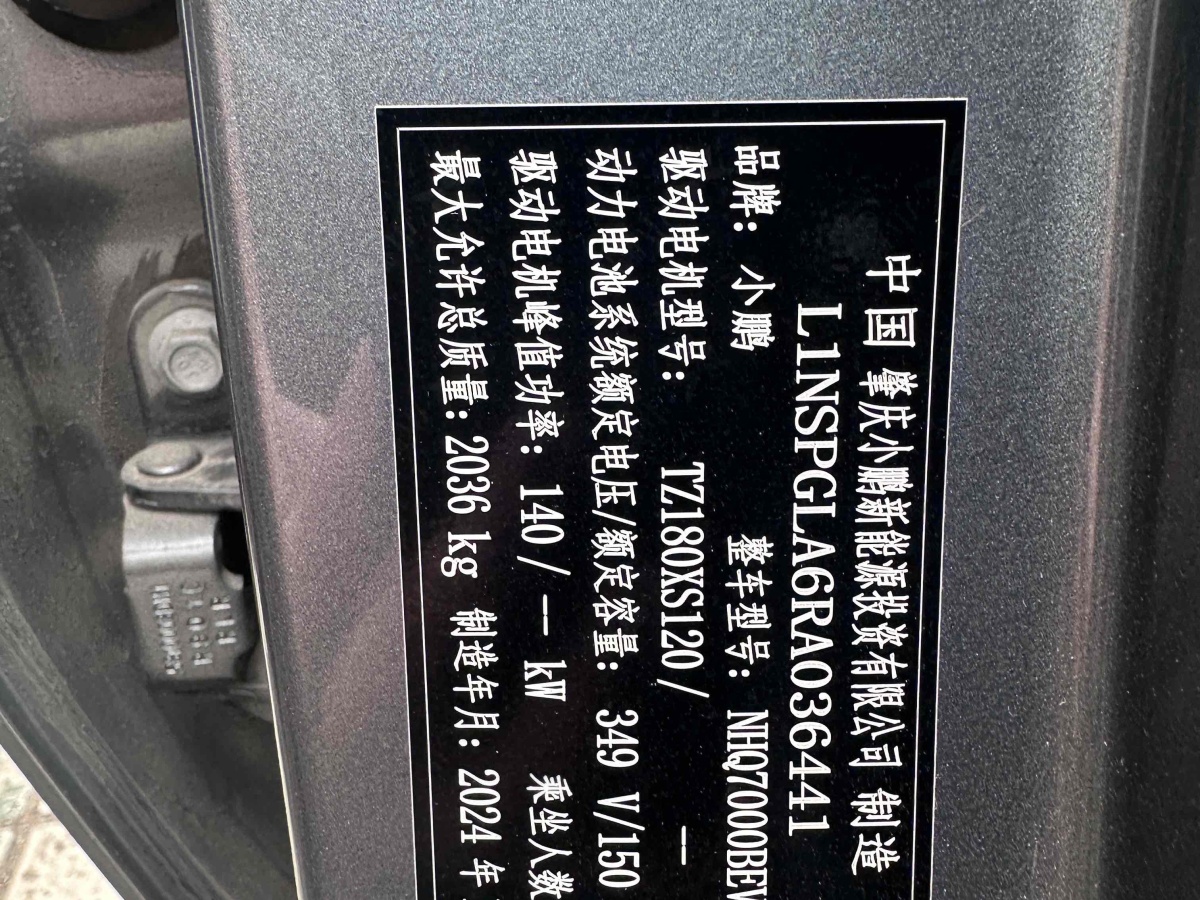 中国 肇庆小鹏新能源投资有限公司 制造
L1NSPGLA6RA036441
品牌: 小鹏 整车型号: NHQ7000BEV
驱动电机型号: TZ180XS120/ --
动力电池系统额定电压/额定容量: 349 V/150
驱动电机峰值功率: 140/ -- kW 乘坐人数
最大允许总质量: 2036 kg 制造年月: 2024 年